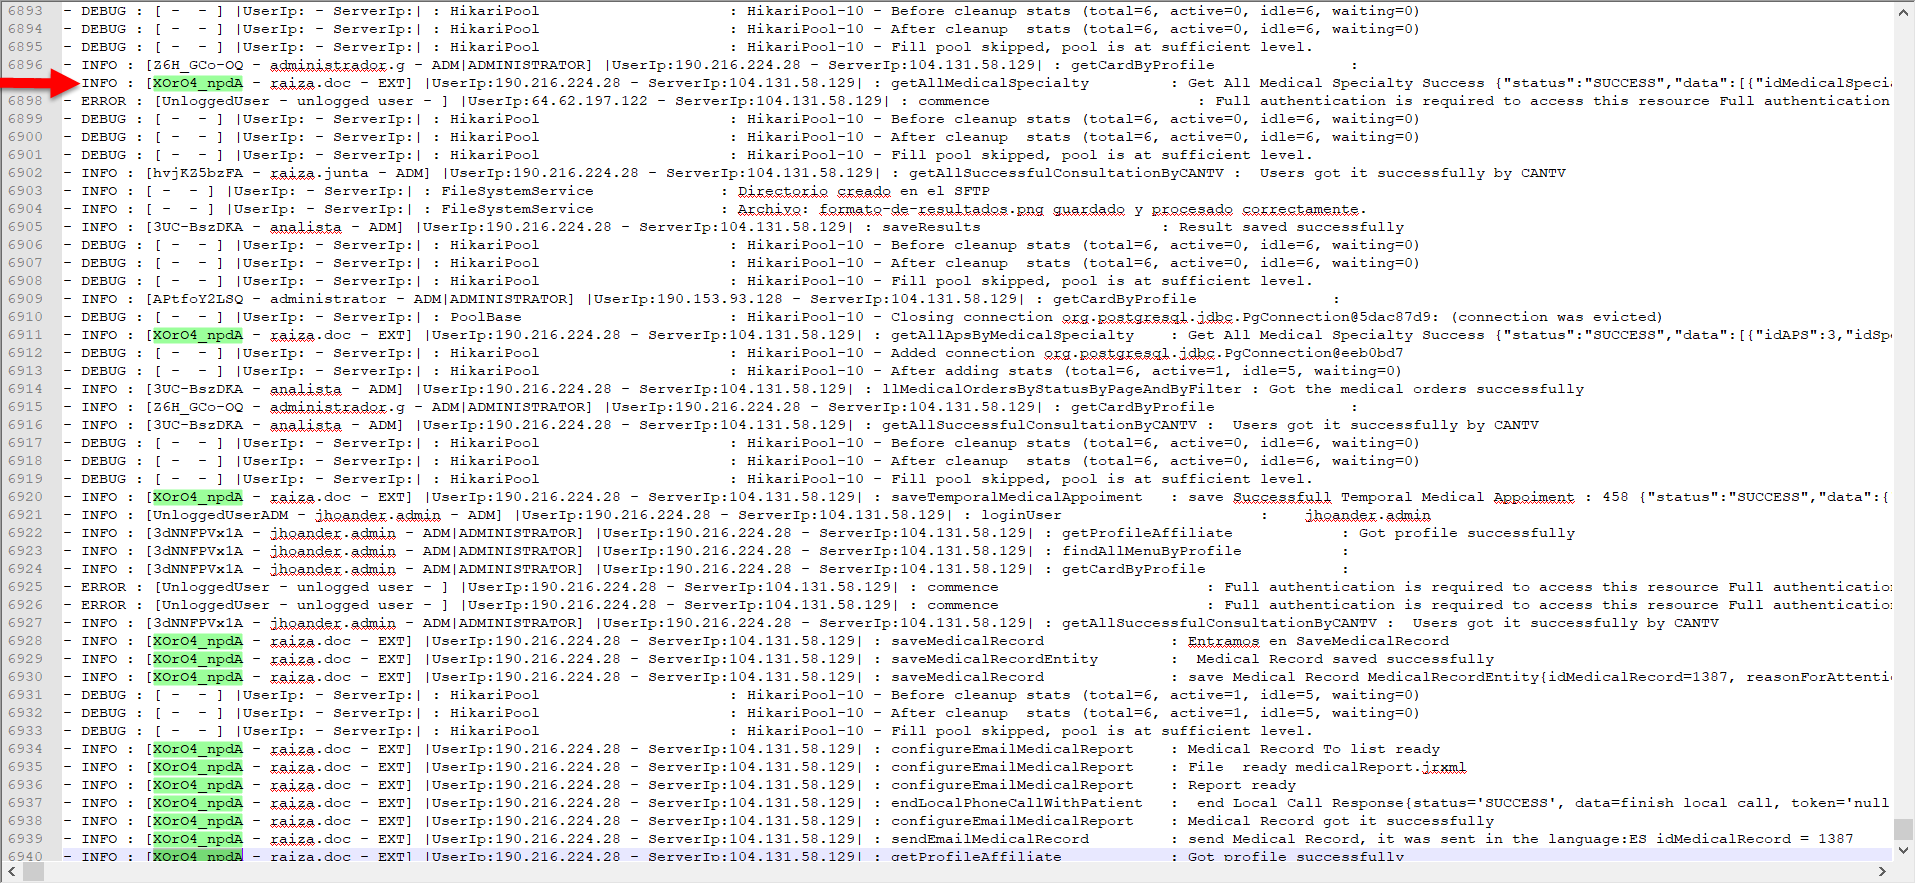 6893 - DEBUG : [ -  - ] |UserIp: - ServerIp:| : HikariPool : HikariPool-10 - Before cleanup stats (total=6, active=0, idle=6, waiting=0)
6894 - DEBUG : [ -  - ] |UserIp: - ServerIp:| : HikariPool : HikariPool-10 - After cleanup  stats (total=6, active=0, idle=6, waiting=0)
6895 - DEBUG : [ -  - ] |UserIp: - ServerIp:| : HikariPool : HikariPool-10 - Fill pool skipped, pool is at sufficient level.
6896 - INFO : [Z6H_GCo-OQ - administrador.g - ADM|ADMINISTRATOR] |UserIp:190.216.224.28 - ServerIp:104.131.58.129| : getCardByProfile :
INFO : [XOrO4_npdA - raiza.doc - EXT] |UserIp:190.216.224.28 - ServerIp:104.131.58.129| : getAllMedicalSpecialty : Get All Medical Specialty Success {"status":"SUCCESS","data":[{"idMedicalSpeci
6898 - ERROR : [UnloggedUser - unlogged user - ] |UserIp:64.62.197.122 - ServerIp:104.131.58.129| : commence : Full authentication is required to access this resource Full authentication
6899 - DEBUG : [ -  - ] |UserIp: - ServerIp:| : HikariPool : HikariPool-10 - Before cleanup stats (total=6, active=0, idle=6, waiting=0)
6900 - DEBUG : [ -  - ] |UserIp: - ServerIp:| : HikariPool : HikariPool-10 - After cleanup  stats (total=6, active=0, idle=6, waiting=0)
6901 - DEBUG : [ -  - ] |UserIp: - ServerIp:| : HikariPool : HikariPool-10 - Fill pool skipped, pool is at sufficient level.
6902 - INFO : [hvjKZ5bzFA - raiza.junta - ADM] |UserIp:190.216.224.28 - ServerIp:104.131.58.129| : getAllSuccessfulConsultationByCANTV :  Users got it successfully by CANTV
6903 - INFO : [ -  - ] |UserIp: - ServerIp:| : FileSystemService : Directorio creado en el SFTP
6904 - INFO : [ -  - ] |UserIp: - ServerIp:| : FileSystemService : Archivo: formato-de-resultados.png guardado y procesado correctamente.
6905 - INFO : [3UC-BszDKA - analista - ADM] |UserIp:190.216.224.28 - ServerIp:104.131.58.129| : saveResults : Result saved successfully
6906 - DEBUG : [ -  - ] |UserIp: - ServerIp:| : HikariPool : HikariPool-10 - Before cleanup stats (total=6, active=0, idle=6, waiting=0)
6907 - DEBUG : [ -  - ] |UserIp: - ServerIp:| : HikariPool : HikariPool-10 - After cleanup  stats (total=6, active=0, idle=6, waiting=0)
6908 - DEBUG : [ -  - ] |UserIp: - ServerIp:| : HikariPool : HikariPool-10 - Fill pool skipped, pool is at sufficient level.
6909 - INFO : [APtfoY2LSQ - administrator - ADM|ADMINISTRATOR] |UserIp:190.153.93.128 - ServerIp:104.131.58.129| : getCardByProfile :
6910 - DEBUG : [ -  - ] |UserIp: - ServerIp:| : PoolBase : HikariPool-10 - Closing connection org.postgresql.jdbc.PgConnection@5dac87d9: (connection was evicted)
6911 - INFO : [XOrO4_npdA - raiza.doc - EXT] |UserIp:190.216.224.28 - ServerIp:104.131.58.129| : getAllApsByMedicalSpecialty : Get All Medical Specialty Success {"status":"SUCCESS","data":[{"idAPS":3,"idSpe
6912 - DEBUG : [ -  - ] |UserIp: - ServerIp:| : HikariPool : HikariPool-10 - Added connection org.postgresql.jdbc.PgConnection@eeb0bd7
6913 - DEBUG : [ -  - ] |UserIp: - ServerIp:| : HikariPool : HikariPool-10 - After adding stats (total=6, active=1, idle=5, waiting=0)
6914 - INFO : [3UC-BszDKA - analista - ADM] |UserIp:190.216.224.28 - ServerIp:104.131.58.129| : llMedicalOrdersByStatusByPageAndByFilter : Got the medical orders successfully
6915 - INFO : [Z6H_GCo-OQ - administrador.g - ADM|ADMINISTRATOR] |UserIp:190.216.224.28 - ServerIp:104.131.58.129| : getCardByProfile :
6916 - INFO : [3UC-BszDKA - analista - ADM] |UserIp:190.216.224.28 - ServerIp:104.131.58.129| : getAllSuccessfulConsultationByCANTV :  Users got it successfully by CANTV
6917 - DEBUG : [ -  - ] |UserIp: - ServerIp:| : HikariPool : HikariPool-10 - Before cleanup stats (total=6, active=0, idle=6, waiting=0)
6918 - DEBUG : [ -  - ] |UserIp: - ServerIp:| : HikariPool : HikariPool-10 - After cleanup  stats (total=6, active=0, idle=6, waiting=0)
6919 - DEBUG : [ -  - ] |UserIp: - ServerIp:| : HikariPool : HikariPool-10 - Fill pool skipped, pool is at sufficient level.
6920 - INFO : [XOrO4_npdA - raiza.doc - EXT] |UserIp:190.216.224.28 - ServerIp:104.131.58.129| : saveTemporalMedicalAppoiment : save Successfull Temporal Medical Appoiment : 458 {"status":"SUCCESS","data":{
6921 - INFO : [UnloggedUserADM - jhoander.admin - ADM] |UserIp:190.216.224.28 - ServerIp:104.131.58.129| : loginUser : jhoander.admin
6922 - INFO : [3dNNFPVx1A - jhoander.admin - ADM|ADMINISTRATOR] |UserIp:190.216.224.28 - ServerIp:104.131.58.129| : getProfileAffiliate : Got profile successfully
6923 - INFO : [3dNNFPVx1A - jhoander.admin - ADM|ADMINISTRATOR] |UserIp:190.216.224.28 - ServerIp:104.131.58.129| : findAllMenuByProfile :
6924 - INFO : [3dNNFPVx1A - jhoander.admin - ADM|ADMINISTRATOR] |UserIp:190.216.224.28 - ServerIp:104.131.58.129| : getCardByProfile :
6925 - ERROR : [UnloggedUser - unlogged user - ] |UserIp:190.216.224.28 - ServerIp:104.131.58.129| : commence : Full authentication is required to access this resource Full authenticatio
6926 - ERROR : [UnloggedUser - unlogged user - ] |UserIp:190.216.224.28 - ServerIp:104.131.58.129| : commence : Full authentication is required to access this resource Full authenticatio
6927 - INFO : [3dNNFPVx1A - jhoander.admin - ADM|ADMINISTRATOR] |UserIp:190.216.224.28 - ServerIp:104.131.58.129| : getAllSuccessfulConsultationByCANTV :  Users got it successfully by CANTV
6928 - INFO : [XOrO4_npdA - raiza.doc - EXT] |UserIp:190.216.224.28 - ServerIp:104.131.58.129| : saveMedicalRecord : Entramos en SaveMedicalRecord
6929 - INFO : [XOrO4_npdA - raiza.doc - EXT] |UserIp:190.216.224.28 - ServerIp:104.131.58.129| : saveMedicalRecordEntity :  Medical Record saved successfully
6930 - INFO : [XOrO4_npdA - raiza.doc - EXT] |UserIp:190.216.224.28 - ServerIp:104.131.58.129| : saveMedicalRecord : save Medical Record MedicalRecordEntity{idMedicalRecord=1387, reasonForAttenti
6931 - DEBUG : [ -  - ] |UserIp: - ServerIp:| : HikariPool : HikariPool-10 - Before cleanup stats (total=6, active=1, idle=5, waiting=0)
6932 - DEBUG : [ -  - ] |UserIp: - ServerIp:| : HikariPool : HikariPool-10 - After cleanup  stats (total=6, active=1, idle=5, waiting=0)
6933 - DEBUG : [ -  - ] |UserIp: - ServerIp:| : HikariPool : HikariPool-10 - Fill pool skipped, pool is at sufficient level.
6934 - INFO : [XOrO4_npdA - raiza.doc - EXT] |UserIp:190.216.224.28 - ServerIp:104.131.58.129| : configureEmailMedicalReport : Medical Record To list ready
6935 - INFO : [XOrO4_npdA - raiza.doc - EXT] |UserIp:190.216.224.28 - ServerIp:104.131.58.129| : configureEmailMedicalReport : File  ready medicalReport.jrxml
6936 - INFO : [XOrO4_npdA - raiza.doc - EXT] |UserIp:190.216.224.28 - ServerIp:104.131.58.129| : configureEmailMedicalReport : Report ready
6937 - INFO : [XOrO4_npdA - raiza.doc - EXT] |UserIp:190.216.224.28 - ServerIp:104.131.58.129| : endLocalPhoneCallWithPatient :  end Local Call Response{status='SUCCESS', data=finish local call, token='null
6938 - INFO : [XOrO4_npdA - raiza.doc - EXT] |UserIp:190.216.224.28 - ServerIp:104.131.58.129| : configureEmailMedicalReport : Medical Record got it successfully
6939 - INFO : [XOrO4_npdA - raiza.doc - EXT] |UserIp:190.216.224.28 - ServerIp:104.131.58.129| : sendEmailMedicalRecord : send Medical Record, it was sent in the language:ES idMedicalRecord = 1387
6940 - INFO : [XOrO4_npdA - raiza.doc - EXT] |UserIp:190.216.224.28 - ServerIp:104.131.58.129| : getProfileAffiliate : Got profile successfully